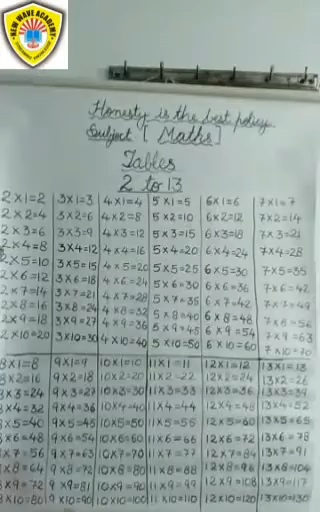 NEW WAVE ACADEMY
Honesty is the best policy.
Subject [ Maths ]
Tables
2 to 13
2×1=2 3×1=3 4×1=4 5×1=5 6×1=6 7×1=7
2×2=4 3×2=6 4×2=8 5×2=10 6×2=12 7×2=14
2×3=6 3×3=9 4×3=12 5×3=15 6×3=18 7×3=21
2×4=8 3×4=12 4×4=16 5×4=20 6×4=24 7×4=28
2×5=10 3×5=15 4×5=20 5×5=25 6×5=30 7×5=35
2×6=12 3×6=18 4×6=24 5×6=30 6×6=36 7×6=42
2×7=14 3×7=21 4×7=28 5×7=35 6×7=42 7×7=49
2×8=16 3×8=24 4×8=32 5×8=40 6×8=48 7×8=56
2×9=18 3×9=27 4×9=36 5×9=45 6×9=54 7×9=63
2×10=20 3×10=30 4×10=40 5×10=50 6×10=60 7×10=70
8×1=8 9×1=9 10×1=10 11×1=11 12×1=12 13×1=13
8×2=16 9×2=18 10×2=20 11×2=22 12×2=24 13×2=26
8×3=24 9×3=27 10×3=30 11×3=33 12×3=36 13×3=39
8×4=32 9×4=36 10×4=40 11×4=44 12×4=48 13×4=52
8×5=40 9×5=45 10×5=50 11×5=55 12×5=60 13×5=65
8×6=48 9×6=54 10×6=60 11×6=66 12×6=72 13×6=78
8×7=56 9×7=63 10×7=70 11×7=77 12×7=84 13×7=91
8×8=64 9×8=72 10×8=80 11×8=88 12×8=96 13×8=104
8×9=72 9×9=81 10×9=90 11×9=99 12×9=108 13×9=117
8×10=80 9×10=90 10×10=100 11×10=110 12×10=120 13×10=130